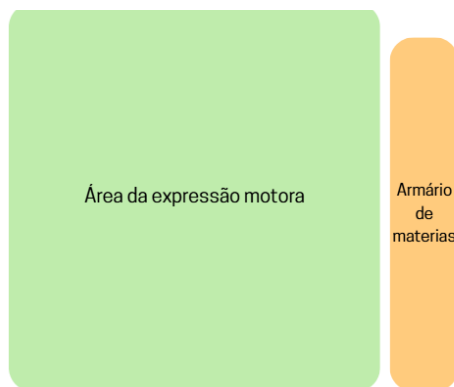 Área da expressão motora
Armário
de
materias